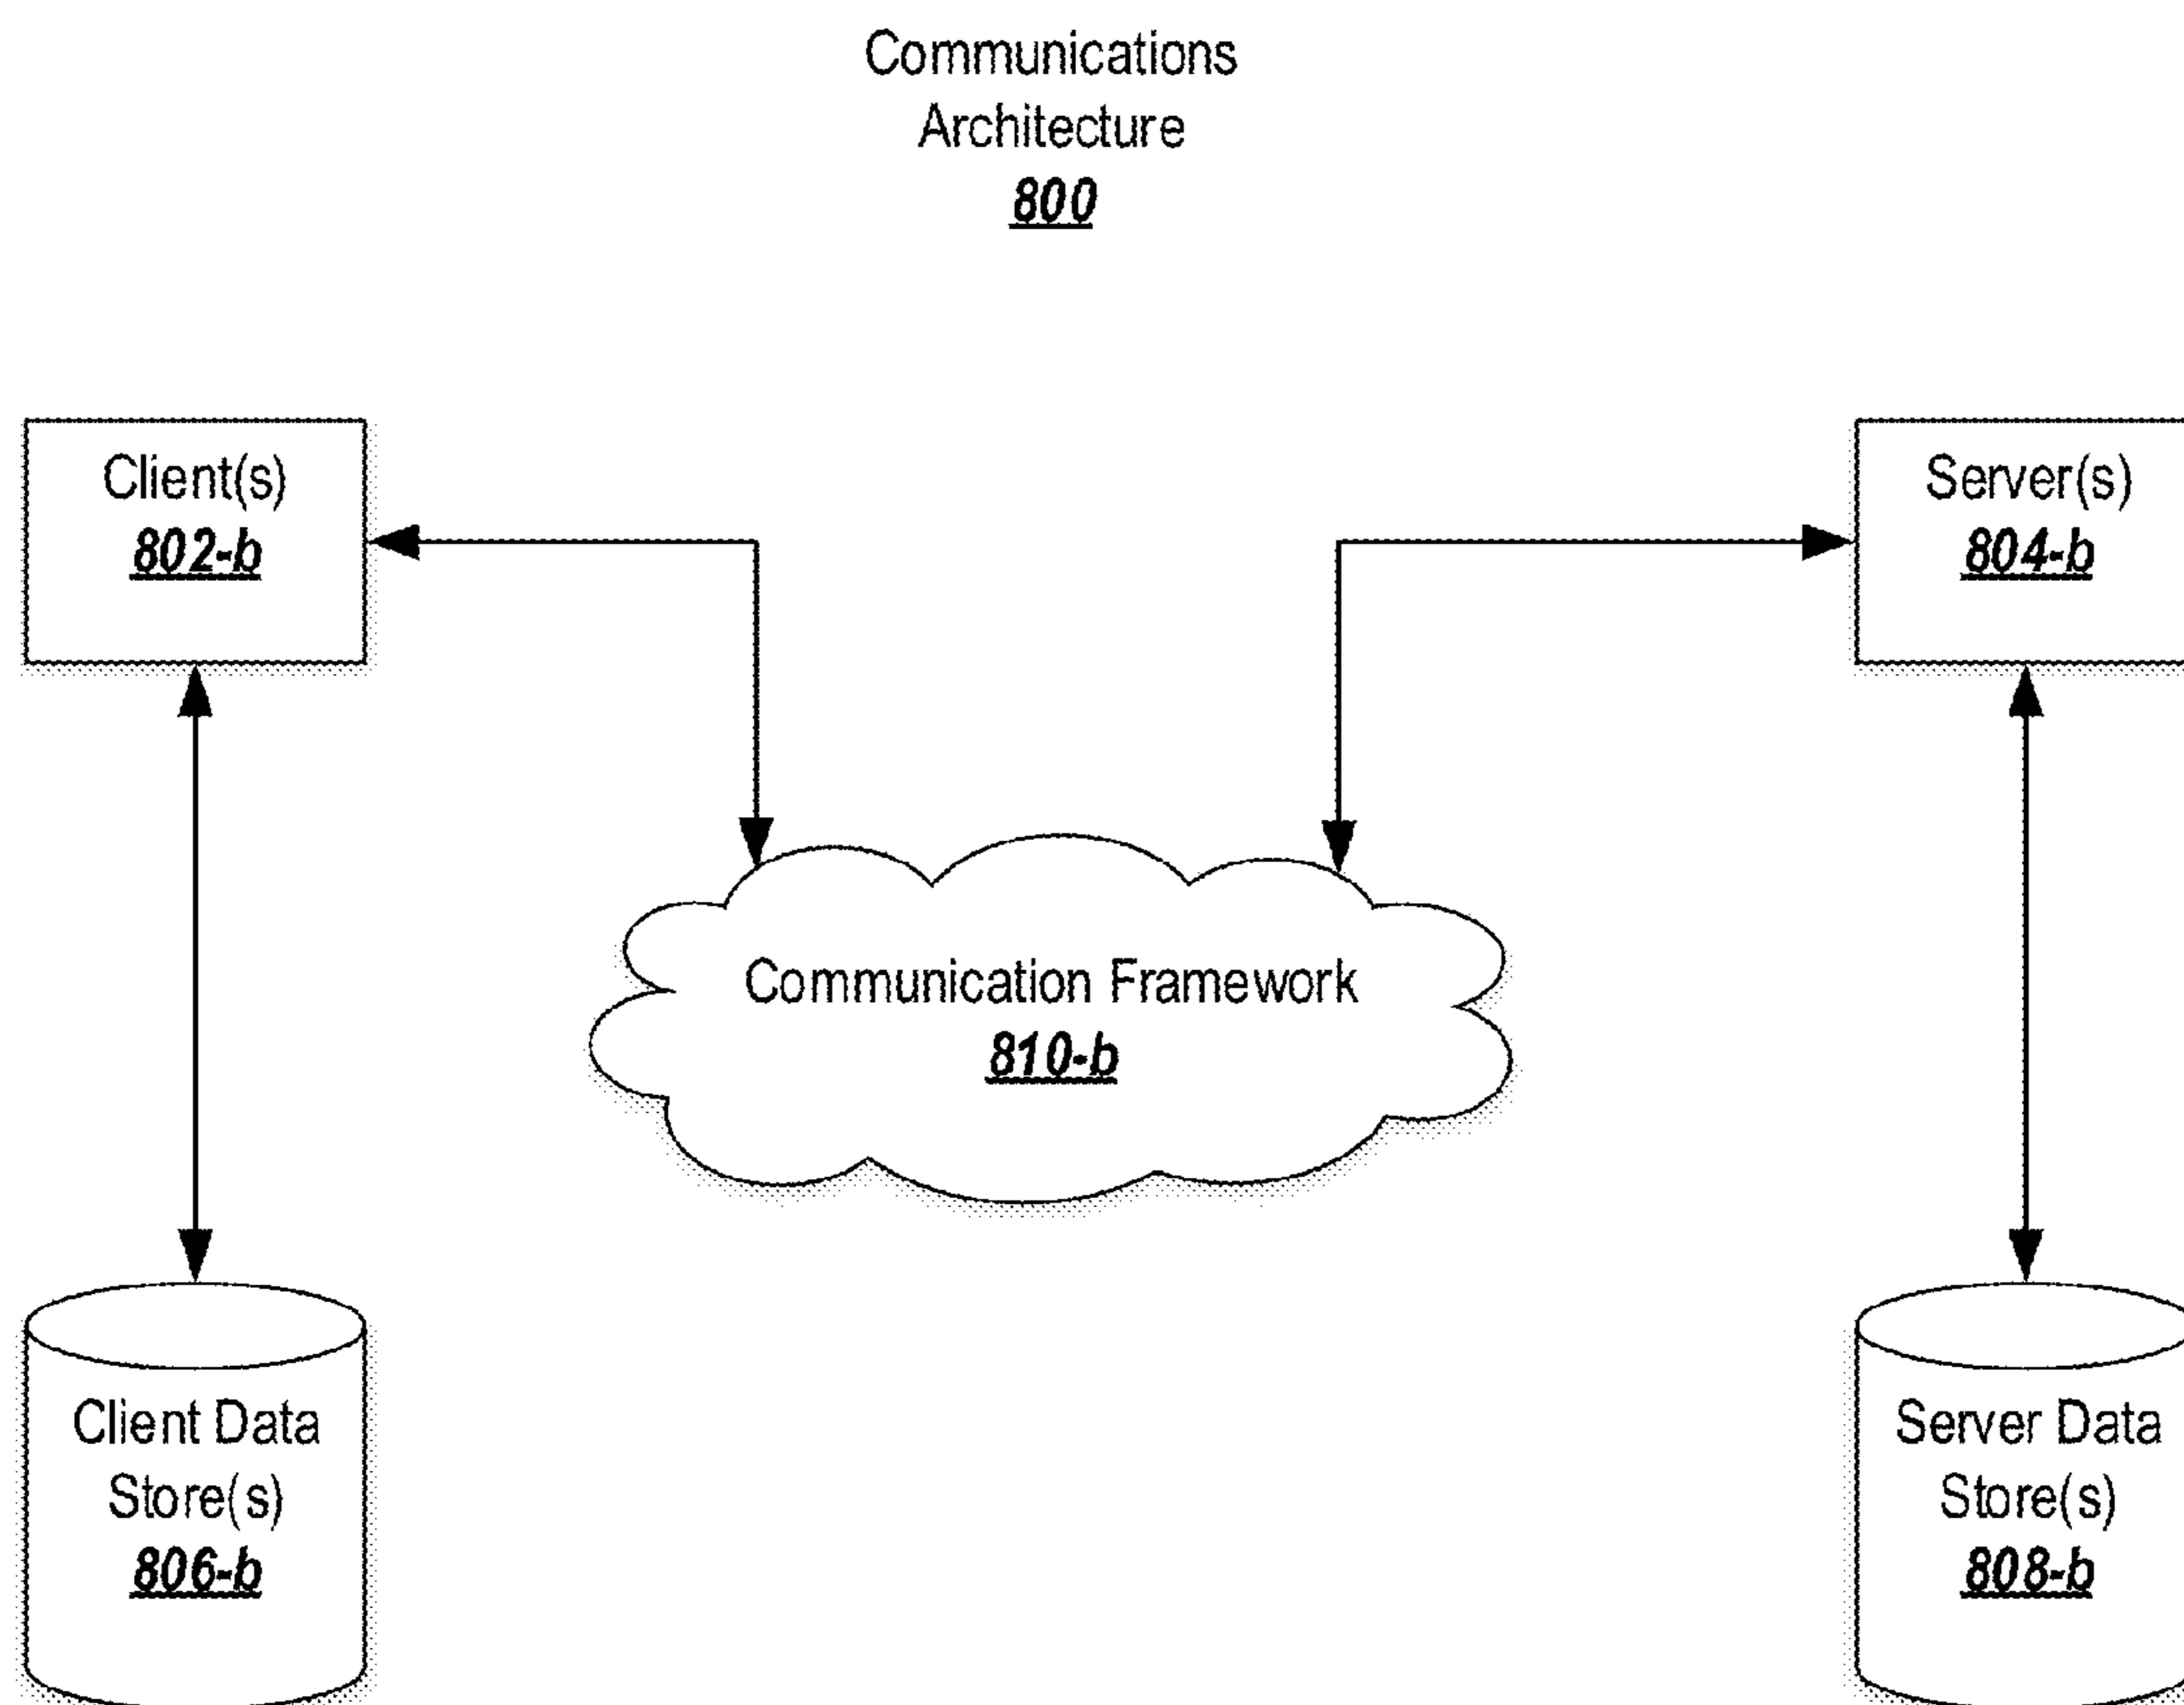 Communications
Architecture
800
Client(s)
802-b
Server(s)
804-b
Communication Framework
810-b
Client Data
Store(s)
806-b
Server Data
Store(s)
808-b